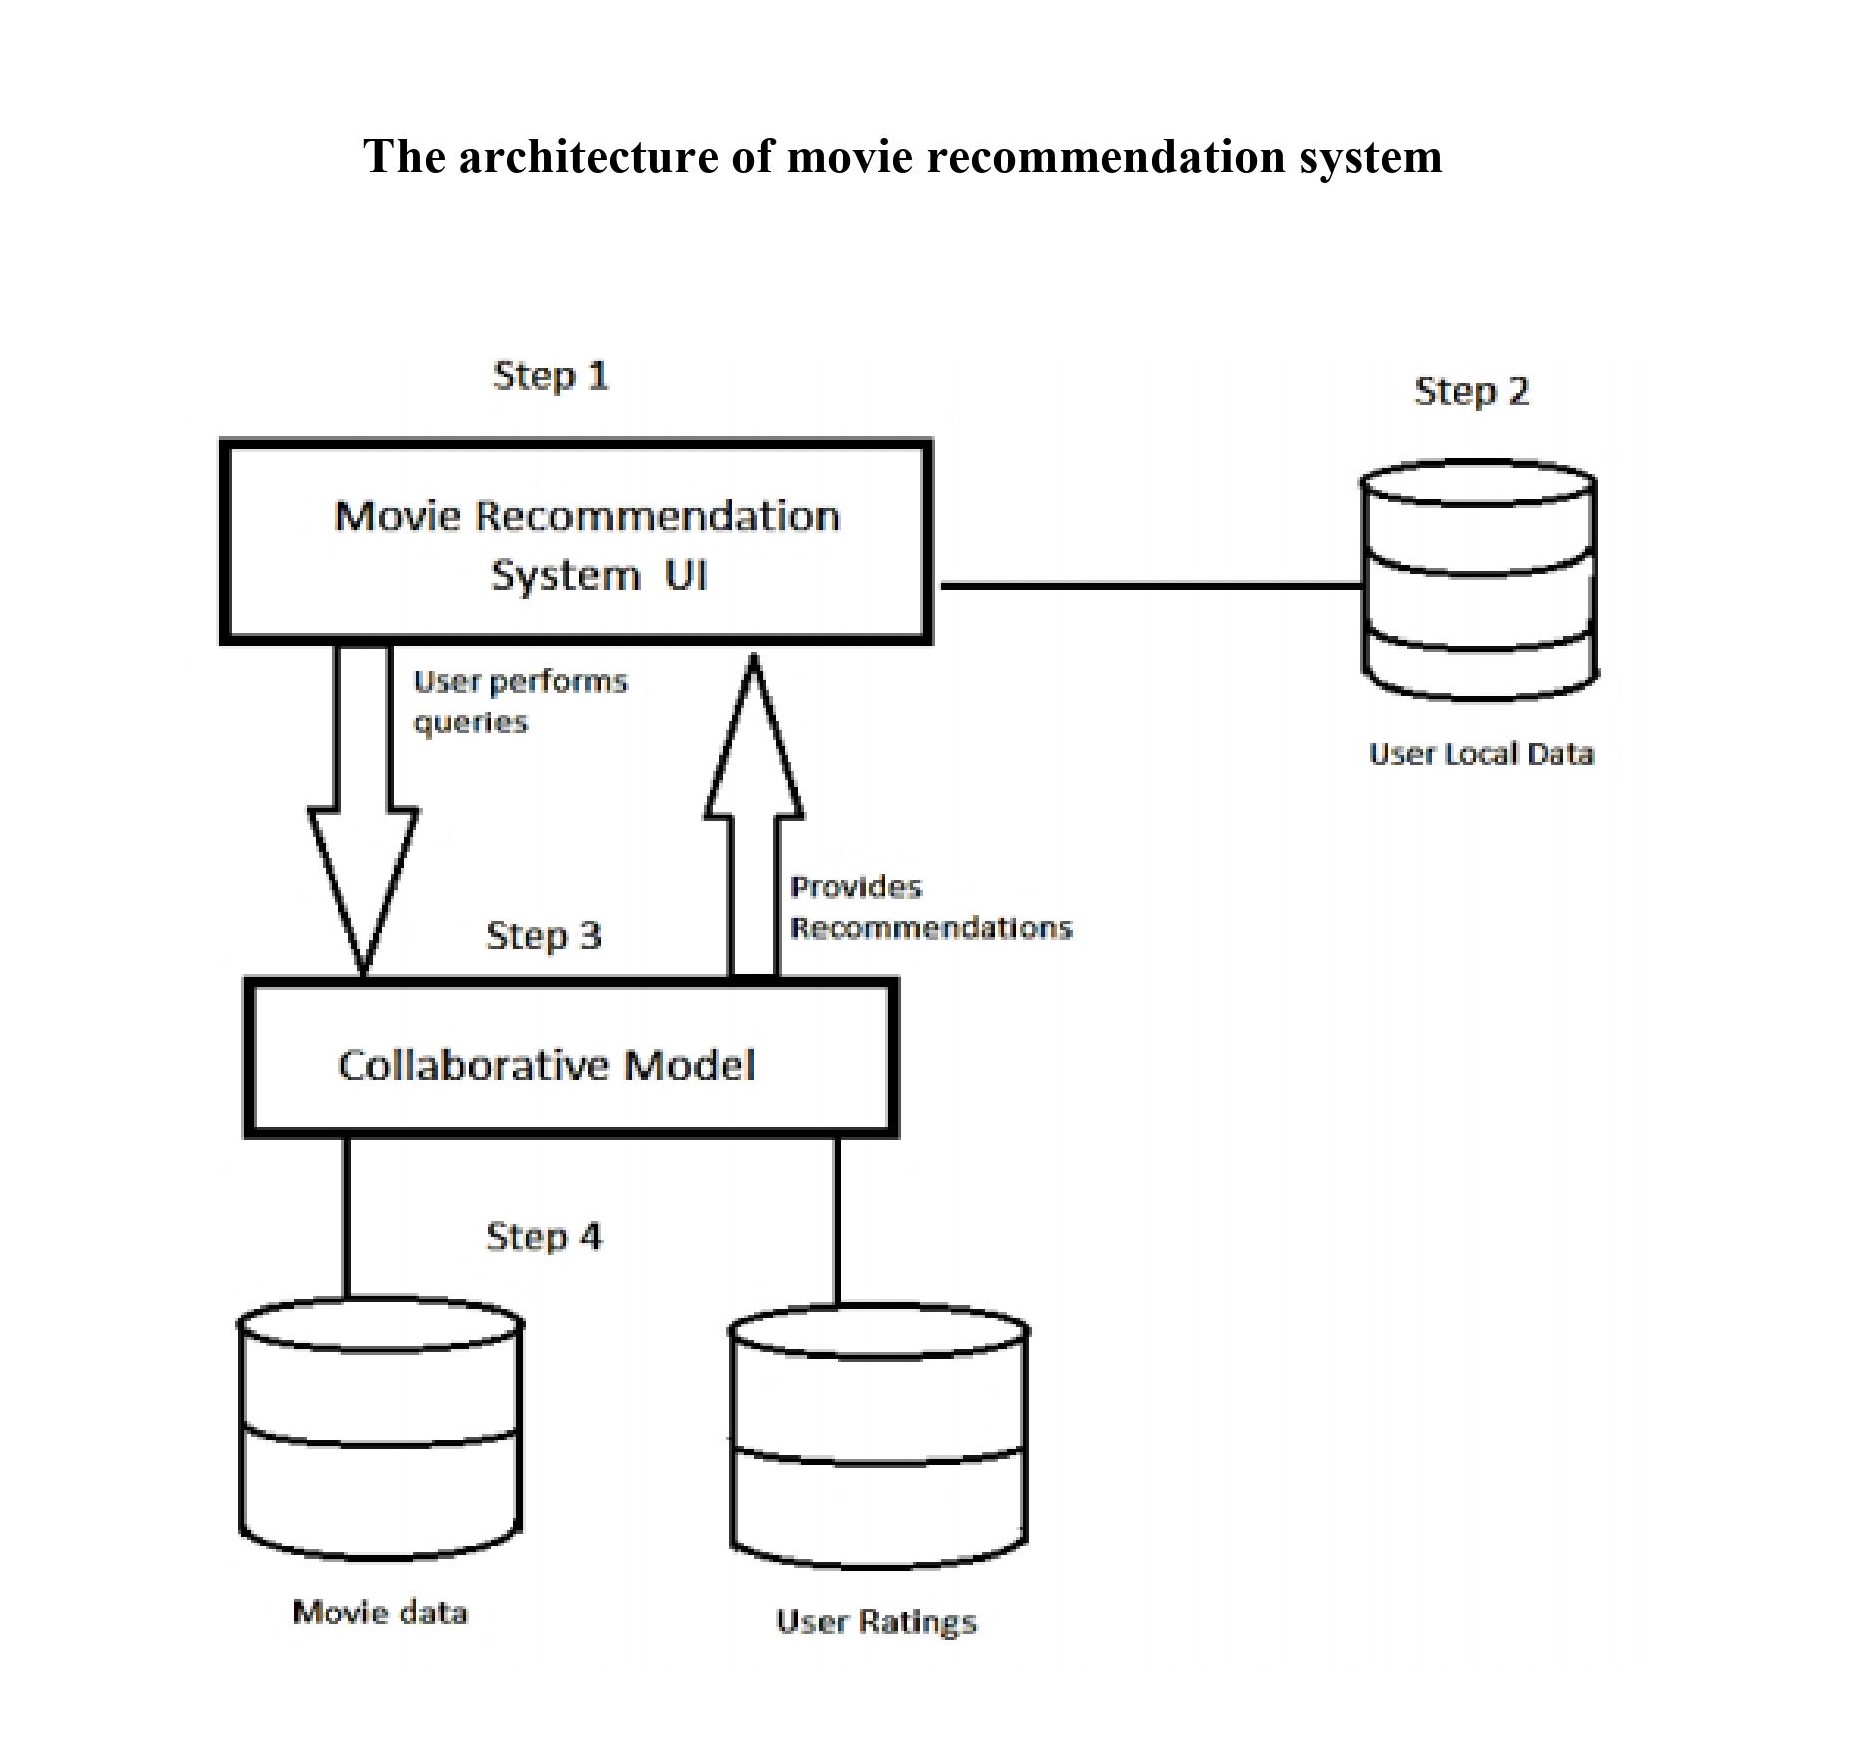 The architecture of movie recommendation system
Step 1
Step 2
Movie Recommendation
System UI
User performs
queries
User Local Data
Provides
Recommendations
Step 3
Collaborative Model
Step 4
Movie data
User Ratings